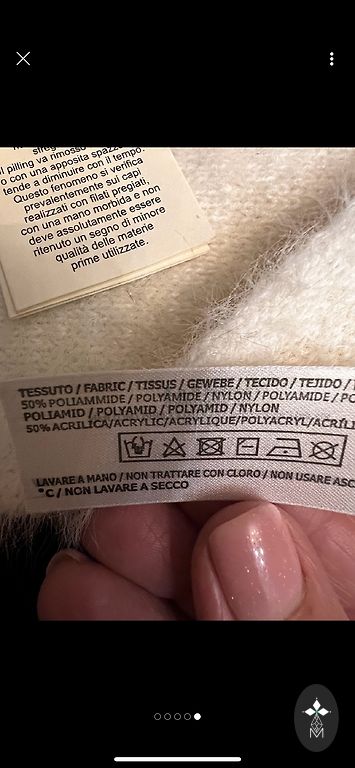 il pilling va rimosso
o con una apposita
tende a diminuire con il tempo.
Questo fenomeno si verifica
prevalentemente sui capi
realizzati con filati pregiati,
con una mano morbida e non
deve assolutamente essere
ritenuto un segno di minore
qualità delle materie
prime utilizzate.
TESSUTO / FABRIC / TISSUS / GEWEBE / TECIDO / TEJIDO /
50% POLIAMMIDE / POLYAMIDE / NYLON / POLYAMIDE /
POLIAMID / POLYAMID / POLYAMID / NYLON
50% ACRILICA/ACRYLIC/ACRYLIQUE/POLYACRYL/
LAVARE A MANO / NON TRATTARE CON CLORO / NON USARE
°C / NON LAVARE A SECCO
M